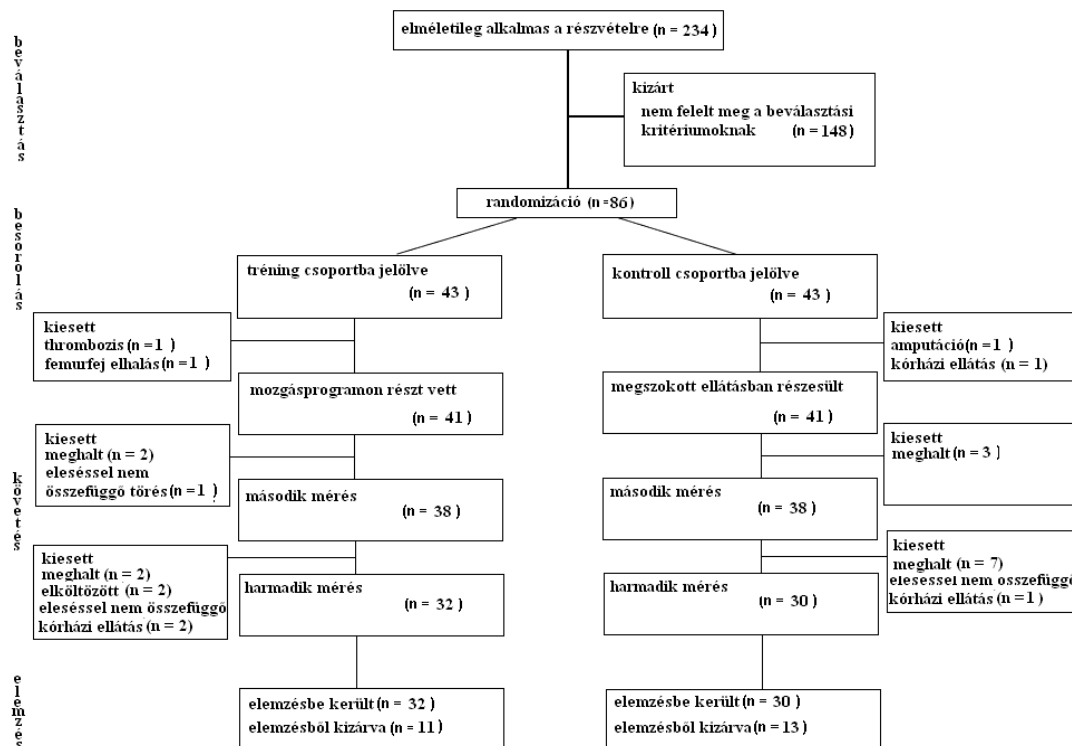 beválasztás
elméletileg alkalmas a részvételre (n = 234)
kizárt
nem felelt meg a beválasztási
kritériumoknak (n = 148)
besorolás
randomizáció (n =86)
tréning csoportba jelölve
(n = 43 )
kontroll csoportba jelölve
(n = 43 )
kiesett
thrombozis (n =1 )
femurfej elhalás (n =1 )
kiesett
amputáció(n =1 )
kórházi ellátás (n = 1)
mozgásprogramon részt vett
(n = 41 )
megszokott ellátásban részesült
(n = 41 )
követés
kiesett
meghalt (n = 2)
eleséssel nem
összefüggő törés (n =1 )
kiesett
meghalt (n = 3 )
második mérés
(n = 38 )
második mérés
(n = 38 )
kiesett
meghalt (n = 2)
elköltözött (n = 2)
eleséssel nem összefüggő
kórházi ellátás (n = 2)
kiesett
meghalt (n = 7)
eleséssel nem összefüggő
kórházi ellátás (n =1 )
harmadik mérés
(n = 32 )
harmadik mérés
(n = 30 )
elemzés
elemzésbe került (n = 32 )
elemzésből kizárva (n = 11 )
elemzésbe került (n = 30 )
elemzésből kizárva (n = 13 )